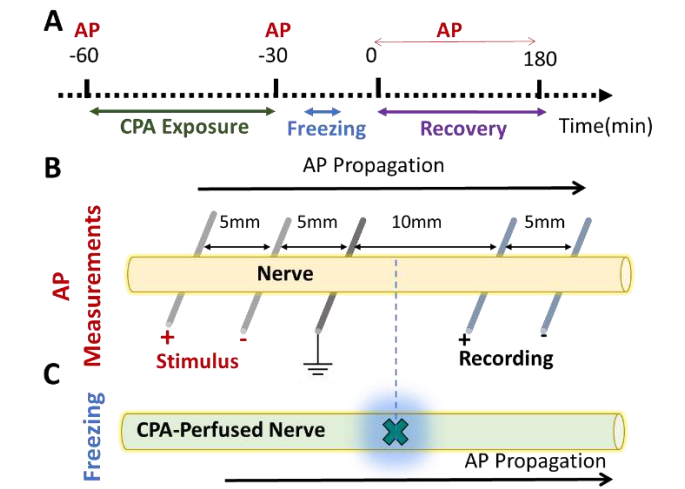 A
AP
AP
AP
-60
-30
0
180
CPA Exposure
Freezing
Recovery
Time(min)
B
AP Propagation
AP
Measurements
5mm
5mm
10mm
5mm
Nerve
+
-
+
-
Stimulus
Recording
C
Freezing
CPA-Perfused Nerve
AP Propagation